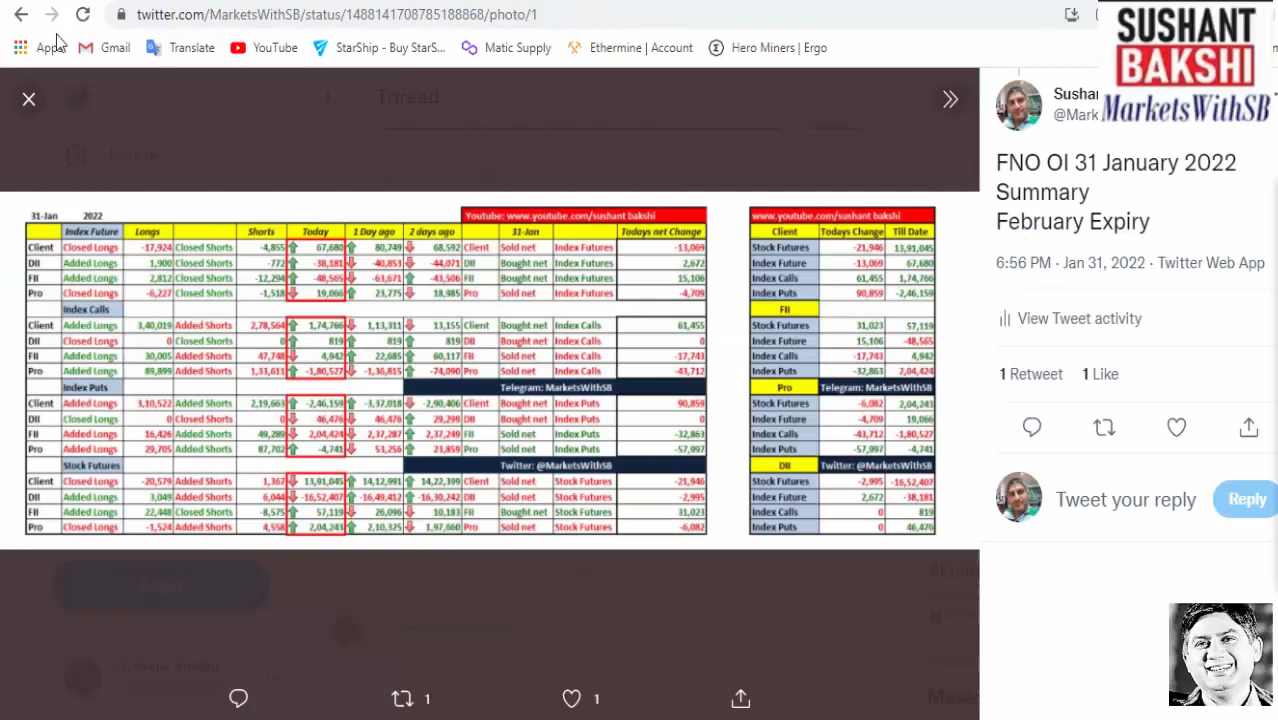 twitter.com/MarketsWithSB/status/1488141708785188868/photo/1
Apps Gmail Translate YouTube StarShip - Buy StarS... Matic Supply Ethermine | Account Hero Miners | Ergo
SUSHANT
BAKSHI
MarketsWithSB
Thread
31-Jan 2022 Youtube: www.youtube.com/sushant bakshi
Index Future Longs Shorts Today 1 Day ago 2 days ago 31-Jan Todays net Change
Client Closed Longs -17,924 Closed Shorts -4,855 67,680 80,749 68,592 Client Sold net Index Futures -13,069
DII Added Longs 1,900 Closed Shorts -772 -38,181 -40,853 -44,071 DII Bought net Index Futures 2,672
FII Added Longs 2,812 Closed Shorts -12,294 -48,565 -63,671 -43,506 FII Bought net Index Futures 15,106
Pro Closed Longs -6,227 Closed Shorts -1,518 19,066 23,775 18,985 Pro Sold net Index Futures -4,709
Index Calls
Client Added Longs 3,40,019 Added Shorts 2,78,564 1,74,766 1,13,311 13,155 Client Bought net Index Calls 61,455
DII Closed Longs 0 Closed Shorts 0 819 819 819 DII Bought net Index Calls 0
FII Added Longs 30,005 Added Shorts 47,748 4,942 22,685 60,117 FII Sold net Index Calls -17,743
Pro Added Longs 89,899 Added Shorts 1,33,611 -1,80,527 -1,36,815 -74,090 Pro Sold net Index Calls -43,712
Index Puts Telegram: MarketsWithSB
Client Added Longs 3,10,522 Added Shorts 2,19,663 -2,46,159 -3,37,018 -2,90,406 Client Bought net Index Puts 90,859
DII Closed Longs 0 Closed Shorts 0 46,476 46,476 29,299 DII Bought net Index Puts 0
FII Added Longs 16,426 Added Shorts 49,289 2,04,424 2,37,287 2,37,249 FII Sold net Index Puts -32,863
Pro Added Longs 29,705 Added Shorts 87,702 -4,741 53,256 23,859 Pro Sold net Index Puts -57,997
Stock Futures Twitter: @MarketsWithSB
Client Closed Longs -20,579 Added Shorts 1,367 13,91,045 14,12,991 14,22,399 Client Sold net Stock Futures -21,946
DII Added Longs 3,049 Added Shorts 6,044 -16,52,407 -16,49,412 -16,30,242 DII Sold net Stock Futures -2,995
FII Added Longs 22,448 Closed Shorts -8,575 57,119 26,096 10,183 FII Bought net Stock Futures 31,023
Pro Closed Longs -1,524 Added Shorts 4,558 2,04,243 2,10,325 1,97,660 Pro Sold net Stock Futures -6,082
www.youtube.com/sushant bakshi
Client Todays Change Till Date
Stock Futures -21,946 13,91,045
Index Future -13,069 67,680
Index Calls 61,455 1,74,766
Index Puts 90,859 -2,46,159
FII
Stock Futures 31,023 57,119
Index Future 15,106 -48,565
Index Calls -17,743 4,942
Index Puts -32,863 2,04,424
Pro Telegram: MarketsWithSB
Stock Futures -6,082 2,04,243
Index Future -4,709 19,066
Index Calls -43,712 -1,80,527
Index Puts -57,997 -4,741
DII Twitter: @MarketsWithSB
Stock Futures -2,995 -16,52,407
Index Future 2,672 -38,181
Index Calls 0 819
Index Puts 0 46,476
1
1
Susha
@Mark
FNO OI 31 January 2022
Summary
February Expiry
6:56 PM · Jan 31, 2022 · Twitter Web App
View Tweet activity
1 Retweet 1 Like
Tweet your reply Reply